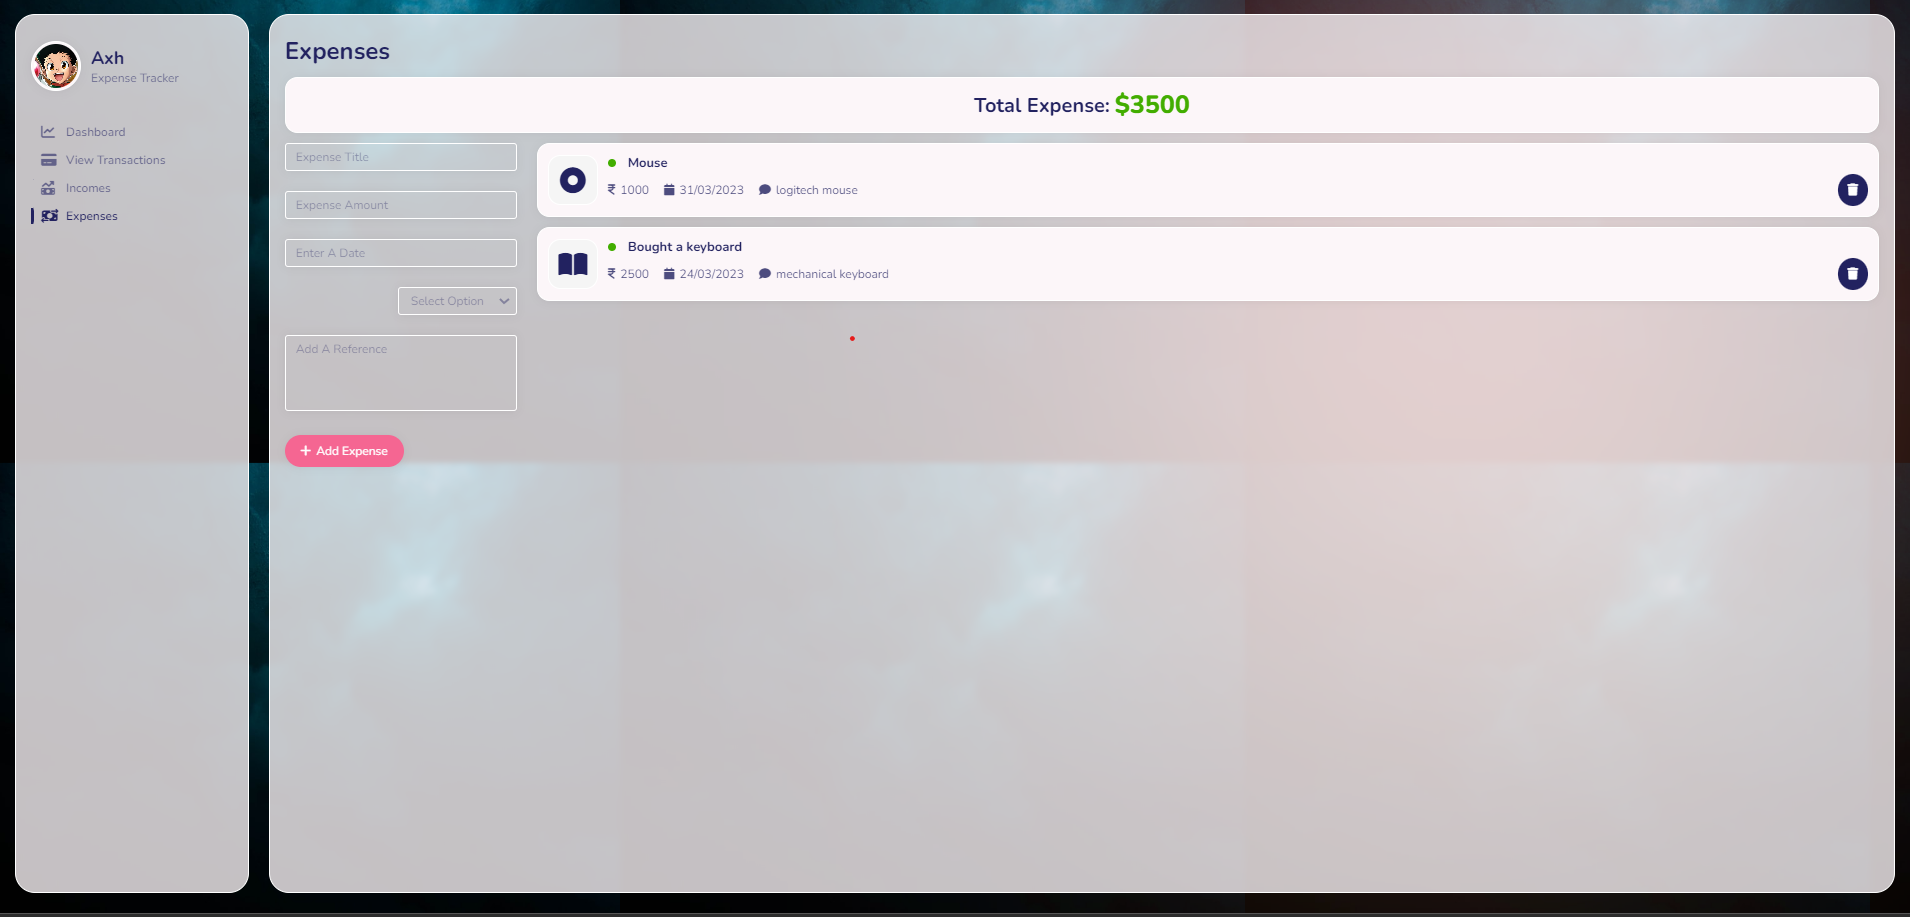 Axh
Expense Tracker
Dashboard
View Transactions
Incomes
Expenses
Expenses
Total Expense: $3500
Expense Title
Expense Amount
Enter A Date
Select Option
Add A Reference
+ Add Expense
Mouse
₹ 1000 31/03/2023 logitech mouse
Bought a keyboard
₹ 2500 24/03/2023 mechanical keyboard